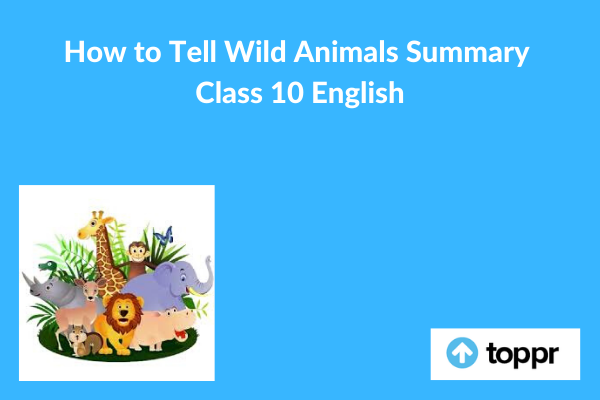 How to Tell Wild Animals Summary
Class 10 English
toppr